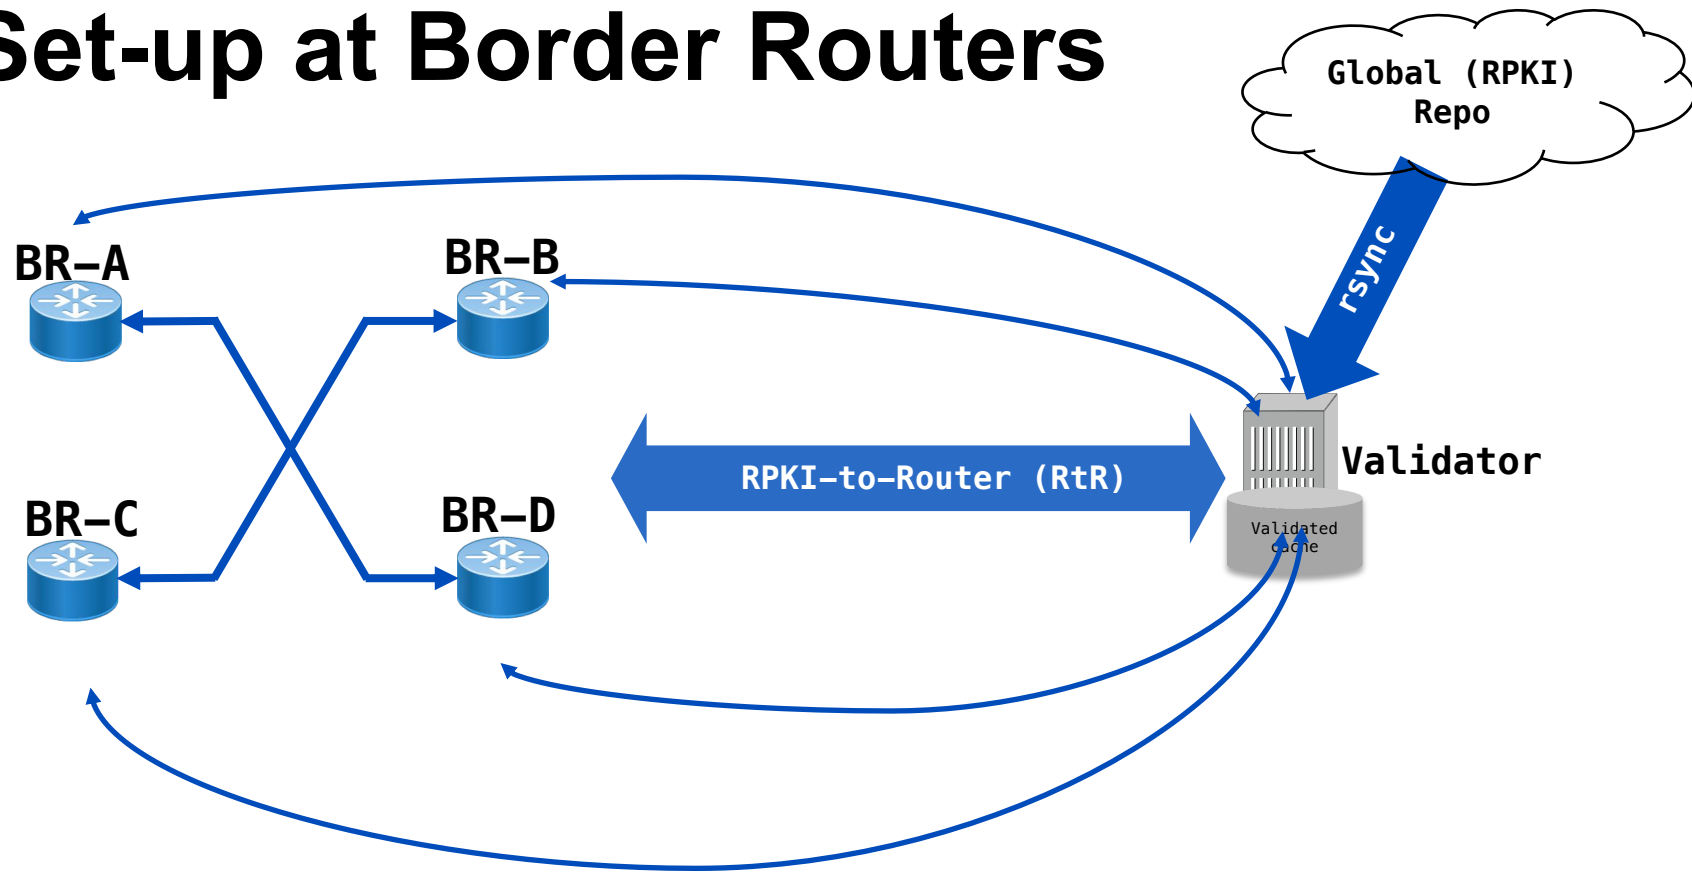 Set-up at Border Routers
Global (RPKI)
Repo
rsync
BR–A
BR–B
RPKI–to–Router (RtR)
Validator
Validated
cache
BR–C
BR–D